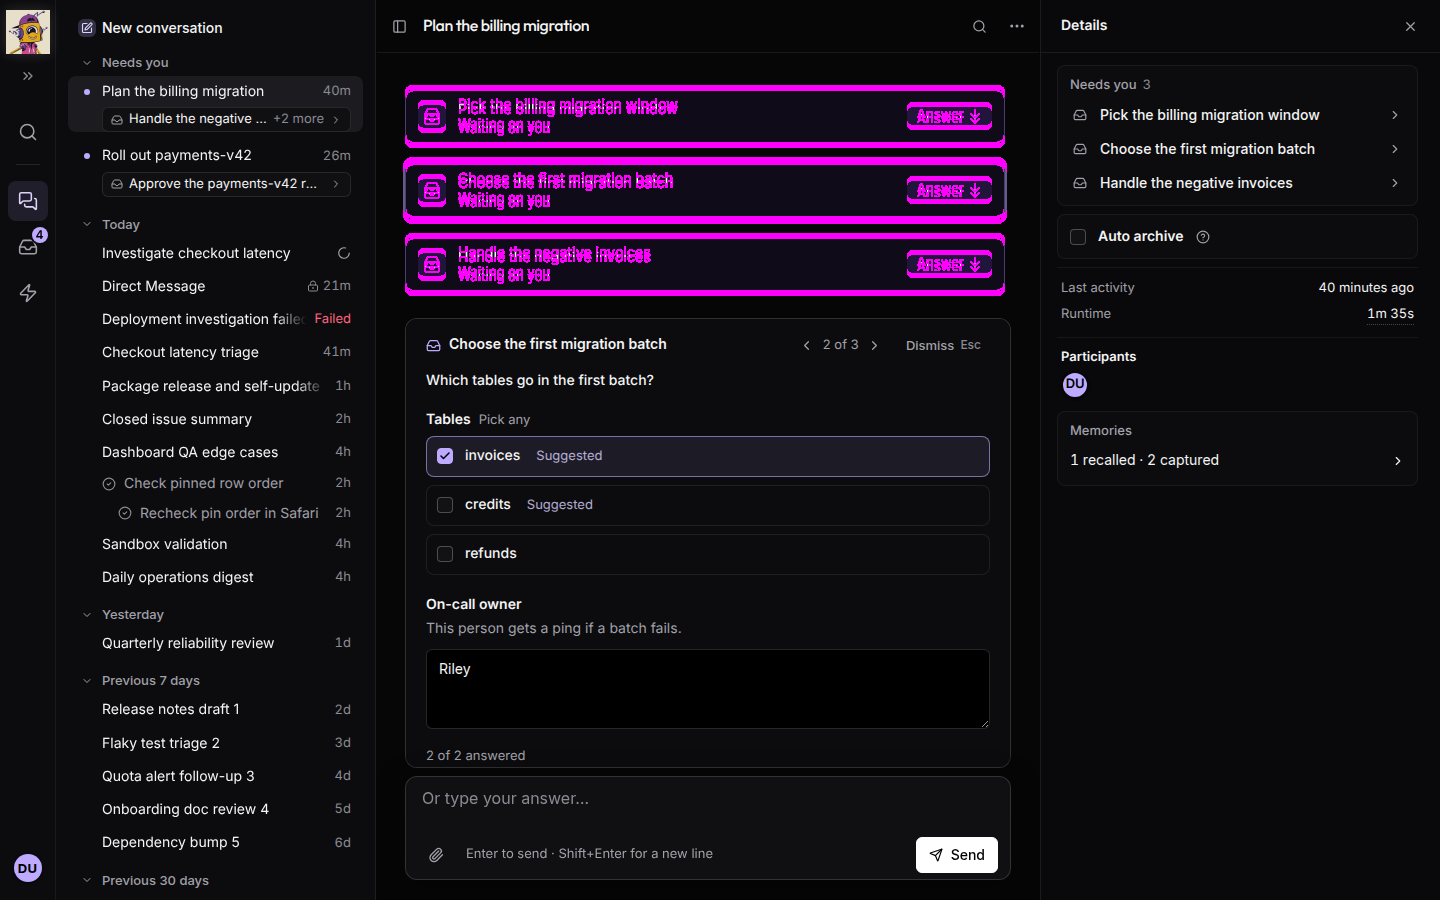 New conversation
Needs you
Plan the billing migration 40m
Handle the negative ... +2 more
Roll out payments-v42 26m
Approve the payments-v42 r...
Today
Investigate checkout latency
Direct Message 21m
Deployment investigation failed Failed
Checkout latency triage 41m
Package release and self-update 1h
Closed issue summary 2h
Dashboard QA edge cases 4h
Check pinned row order 2h
Recheck pin order in Safari 2h
Sandbox validation 4h
Daily operations digest 4h
Yesterday
Quarterly reliability review 1d
Previous 7 days
Release notes draft 1 2d
Flaky test triage 2 3d
Quota alert follow-up 3 4d
Onboarding doc review 4 5d
Dependency bump 5 6d
Previous 30 days
4
DU
Plan the billing migration
Pick the billing migration window
Waiting on you
Answer
Choose the first migration batch
Waiting on you
Answer
Handle the negative invoices
Waiting on you
Answer
Choose the first migration batch 2 of 3 Dismiss Esc
Which tables go in the first batch?
Tables Pick any
invoices Suggested
credits Suggested
refunds
On-call owner
This person gets a ping if a batch fails.
Riley
2 of 2 answered
Or type your answer...
Enter to send · Shift+Enter for a new line
Send
Details
Needs you 3
Pick the billing migration window
Choose the first migration batch
Handle the negative invoices
Auto archive
Last activity 40 minutes ago
Runtime 1m 35s
Participants
DU
Memories
1 recalled · 2 captured